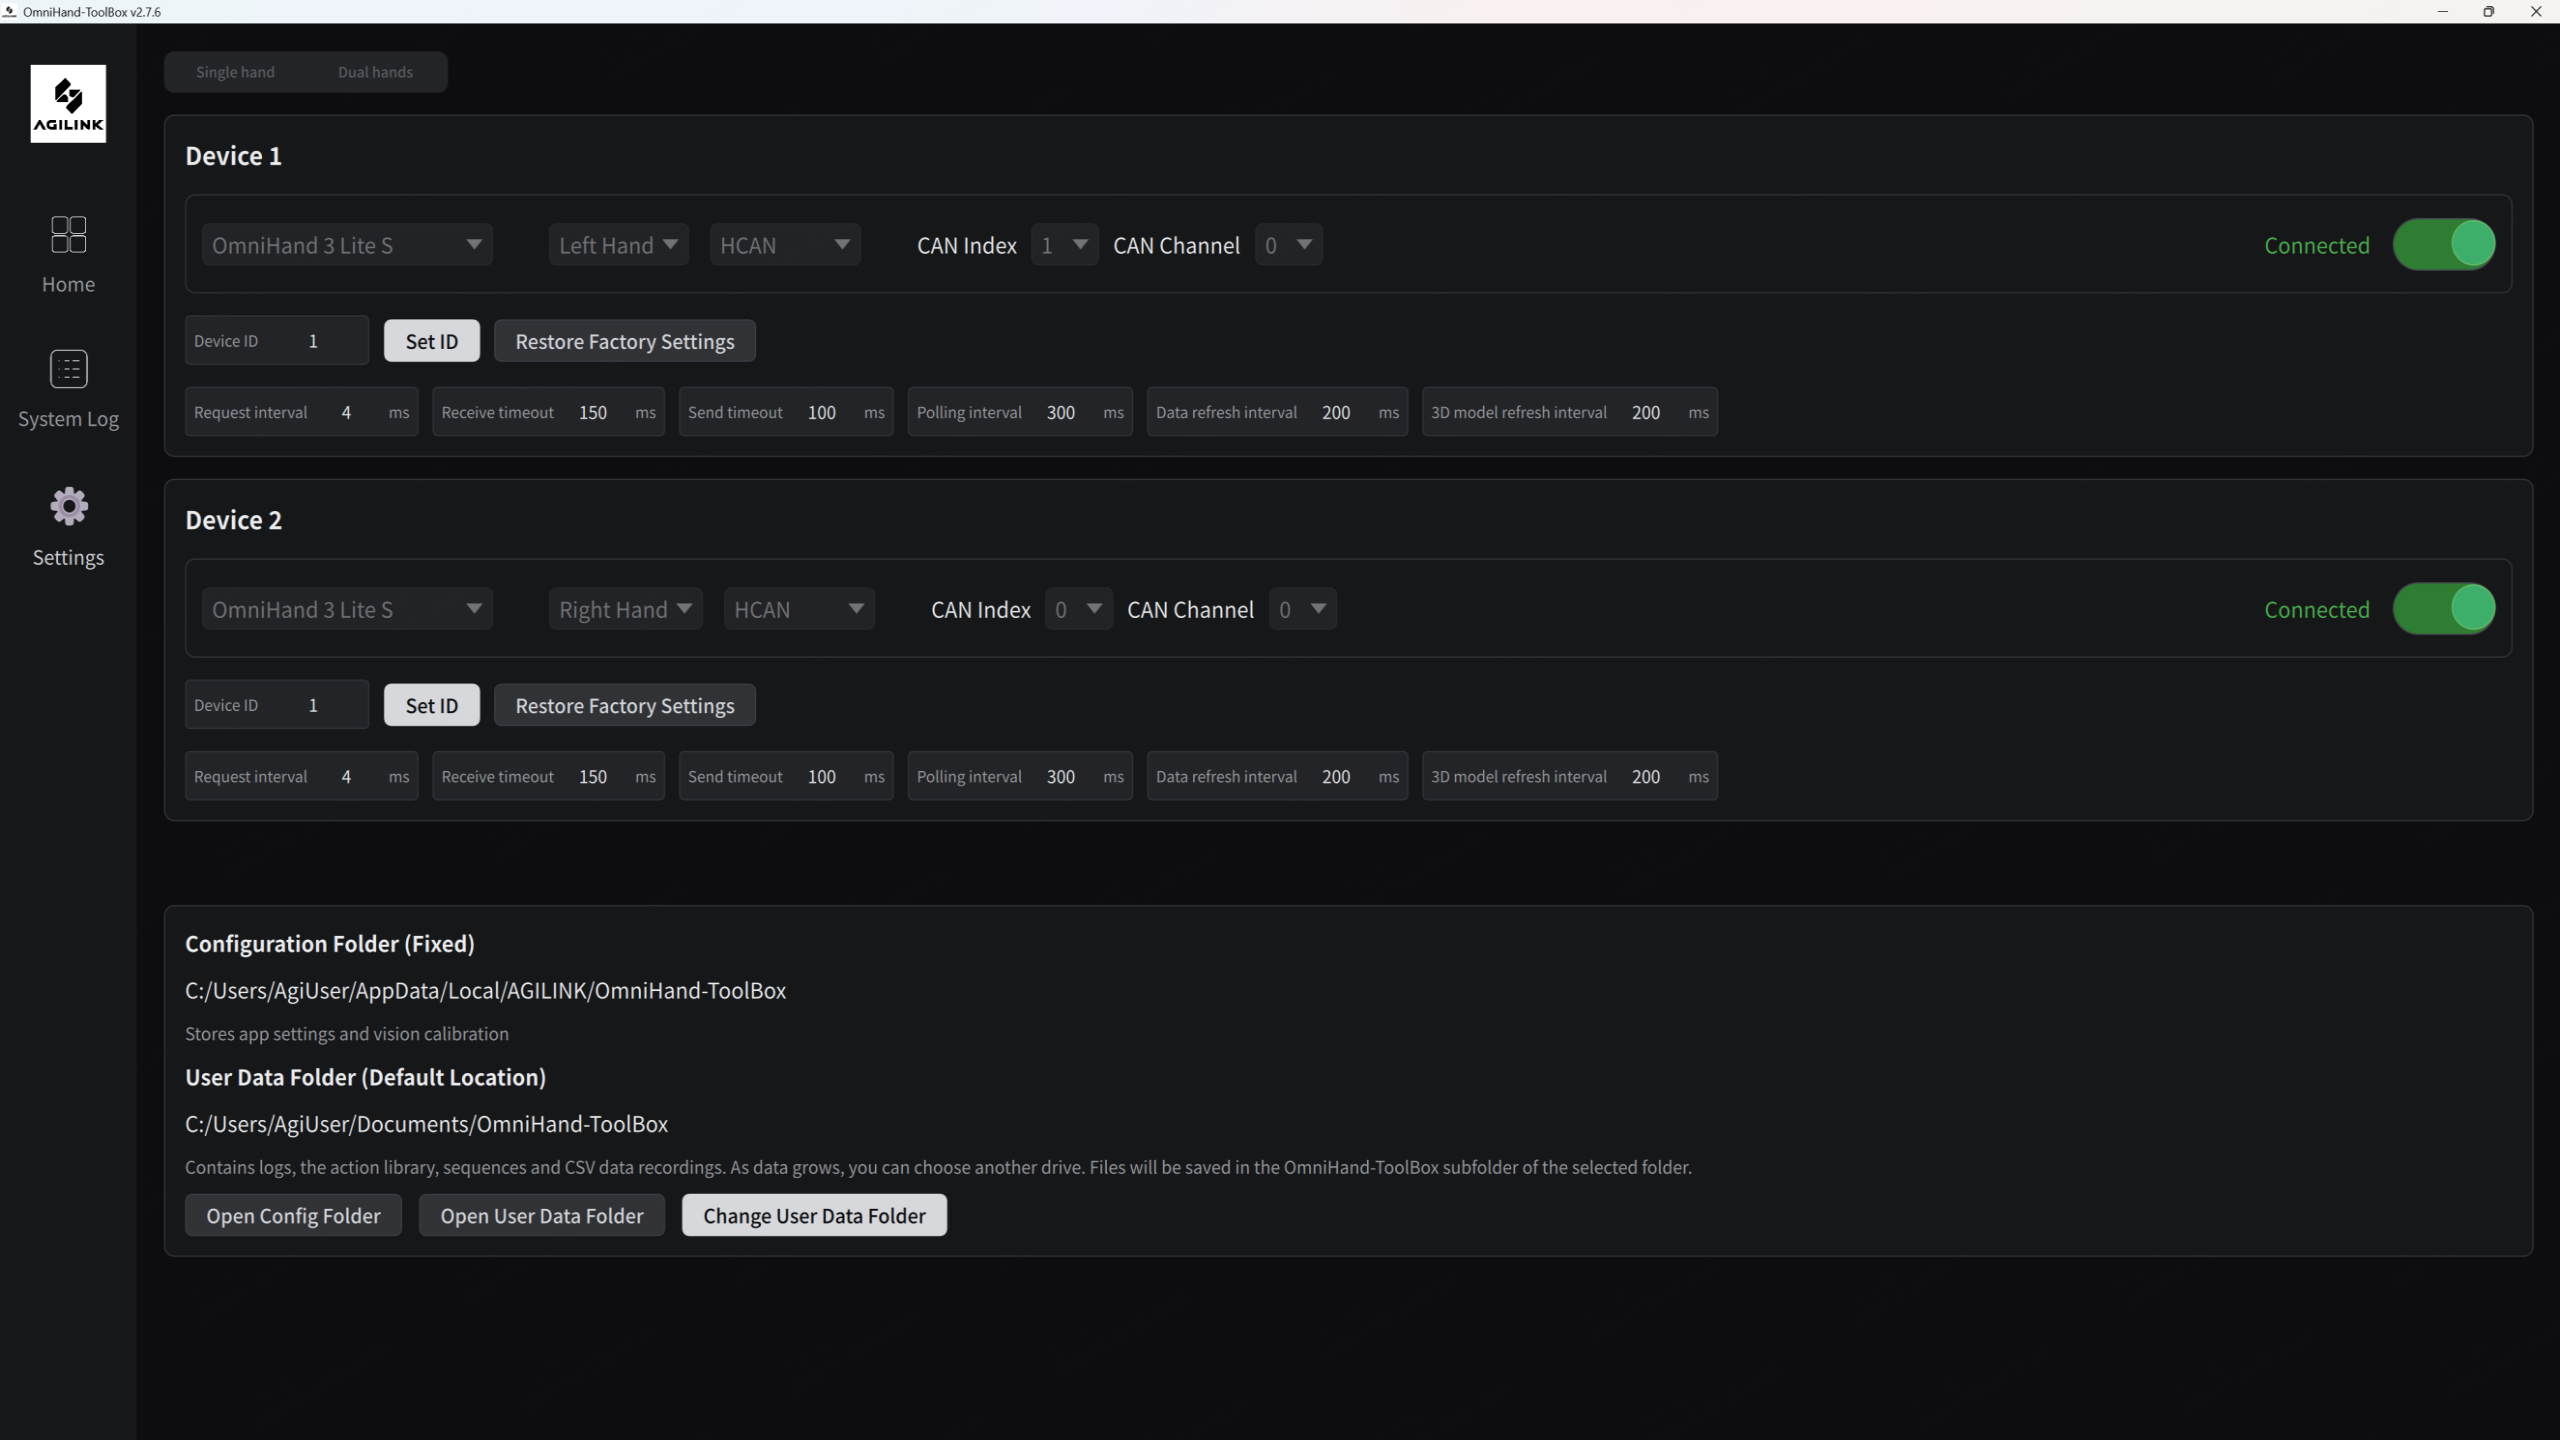 OmniHand-ToolBox v2.7.6
AGILINK
Home
System Log
Settings
Single hand Dual hands
Device 1
OmniHand 3 Lite S Left Hand HCAN CAN Index 1 CAN Channel 0 Connected
Device ID 1 Set ID Restore Factory Settings
Request interval 4 ms Receive timeout 150 ms Send timeout 100 ms Polling interval 300 ms Data refresh interval 200 ms 3D model refresh interval 200 ms
Device 2
OmniHand 3 Lite S Right Hand HCAN CAN Index 0 CAN Channel 0 Connected
Device ID 1 Set ID Restore Factory Settings
Request interval 4 ms Receive timeout 150 ms Send timeout 100 ms Polling interval 300 ms Data refresh interval 200 ms 3D model refresh interval 200 ms
Configuration Folder (Fixed)
C:/Users/AgiUser/AppData/Local/AGILINK/OmniHand-ToolBox
Stores app settings and vision calibration
User Data Folder (Default Location)
C:/Users/AgiUser/Documents/OmniHand-ToolBox
Contains logs, the action library, sequences and CSV data recordings. As data grows, you can choose another drive. Files will be saved in the OmniHand-ToolBox subfolder of the selected folder.
Open Config Folder Open User Data Folder Change User Data Folder